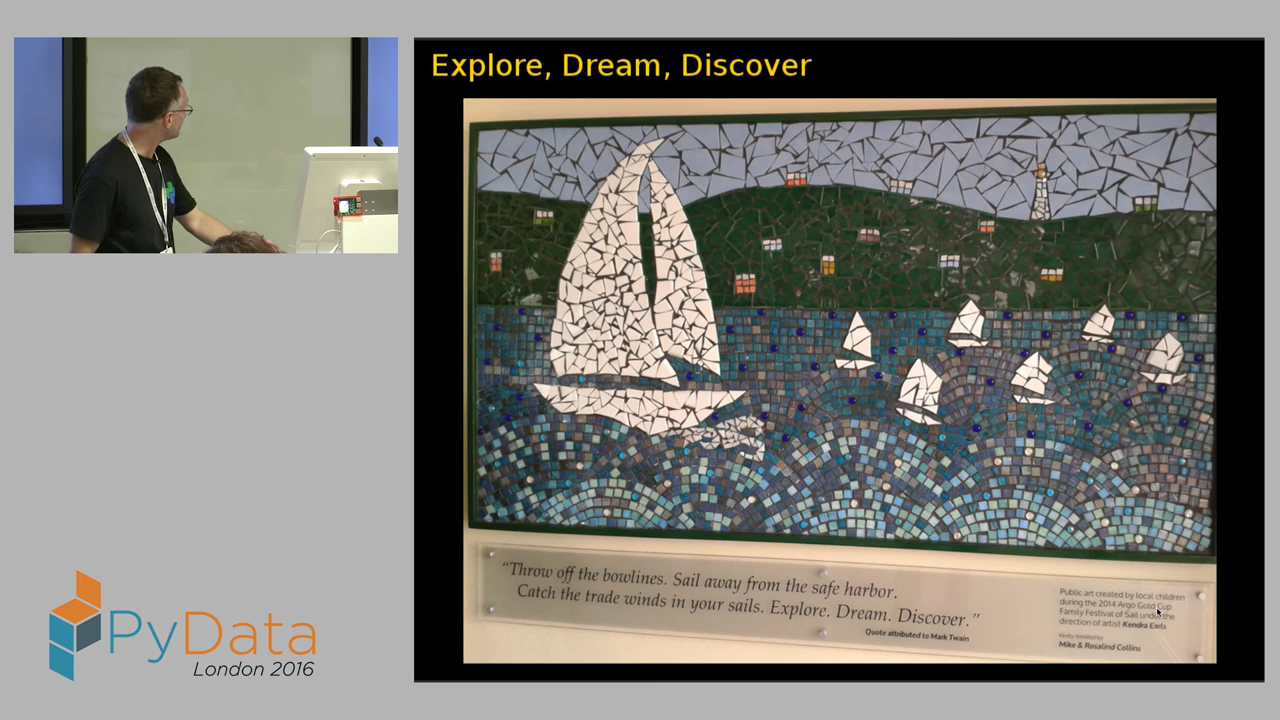 Explore, Dream, Discover
“Throw off the bowlines. Sail away from the safe harbor.
Catch the trade winds in your sails. Explore. Dream. Discover.”
Quote attributed to Mark Twain
Public art created by local children
during the 2014 Argo Gold Cup
Family Festival of Sail under the
direction of artist Kendra Earls
Kindly donated by:
Mike & Rosalind Collins
PyData
London 2016